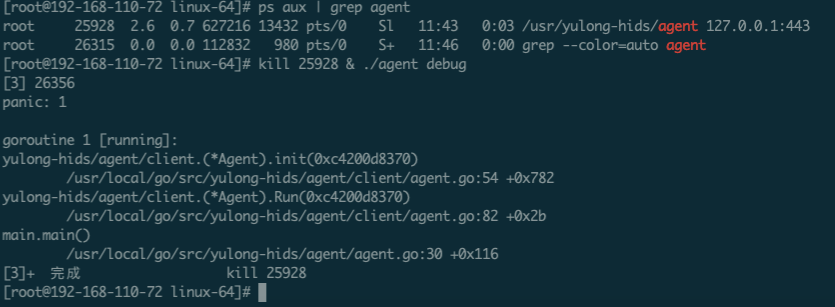 [root@192-168-110-72 linux-64]# ps aux | grep agent
root     25928  2.6  0.7 627216 13432 pts/0    Sl   11:43   0:03 /usr/yulong-hids/agent 127.0.0.1:443
root     26315  0.0  0.0 112832   980 pts/0    S+   11:46   0:00 grep --color=auto agent
[root@192-168-110-72 linux-64]# kill 25928 & ./agent debug
[3] 26356
panic: 1
goroutine 1 [running]:
yulong-hids/agent/client.(*Agent).init(0xc4200d8370)
        /usr/local/go/src/yulong-hids/agent/client/agent.go:54 +0x782
yulong-hids/agent/client.(*Agent).Run(0xc4200d8370)
        /usr/local/go/src/yulong-hids/agent/client/agent.go:82 +0x2b
main.main()
        /usr/local/go/src/yulong-hids/agent/agent.go:30 +0x116
[3]+  完成                  kill 25928
[root@192-168-110-72 linux-64]#